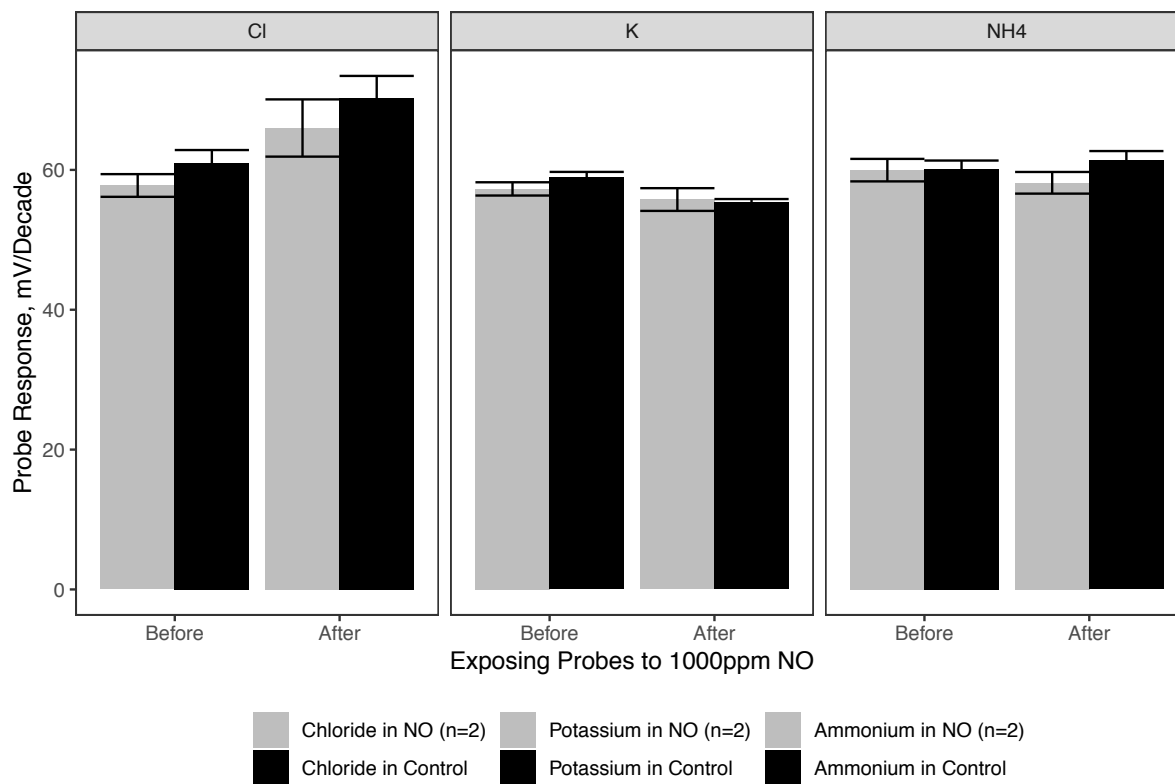 Cl K NH4
Probe Response, mV/Decade
60
40
20
0
Before After Before After Before After
Exposing Probes to 1000ppm NO
Chloride in NO (n=2) Potassium in NO (n=2) Ammonium in NO (n=2)
Chloride in Control Potassium in Control Ammonium in Control